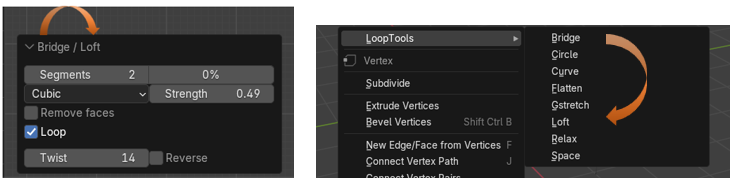 Bridge / Loft
Segments 2 0%
Cubic Strength 0.49
Remove faces
Loop
Twist 14 Reverse
LoopTools
Vertex
Subdivide
Extrude Vertices
Bevel Vertices Shift Ctrl B
New Edge/Face from Vertices F
Connect Vertex Path J
Connect Vertex Pairs
Bridge
Circle
Curve
Flatten
Gstretch
Loft
Relax
Space